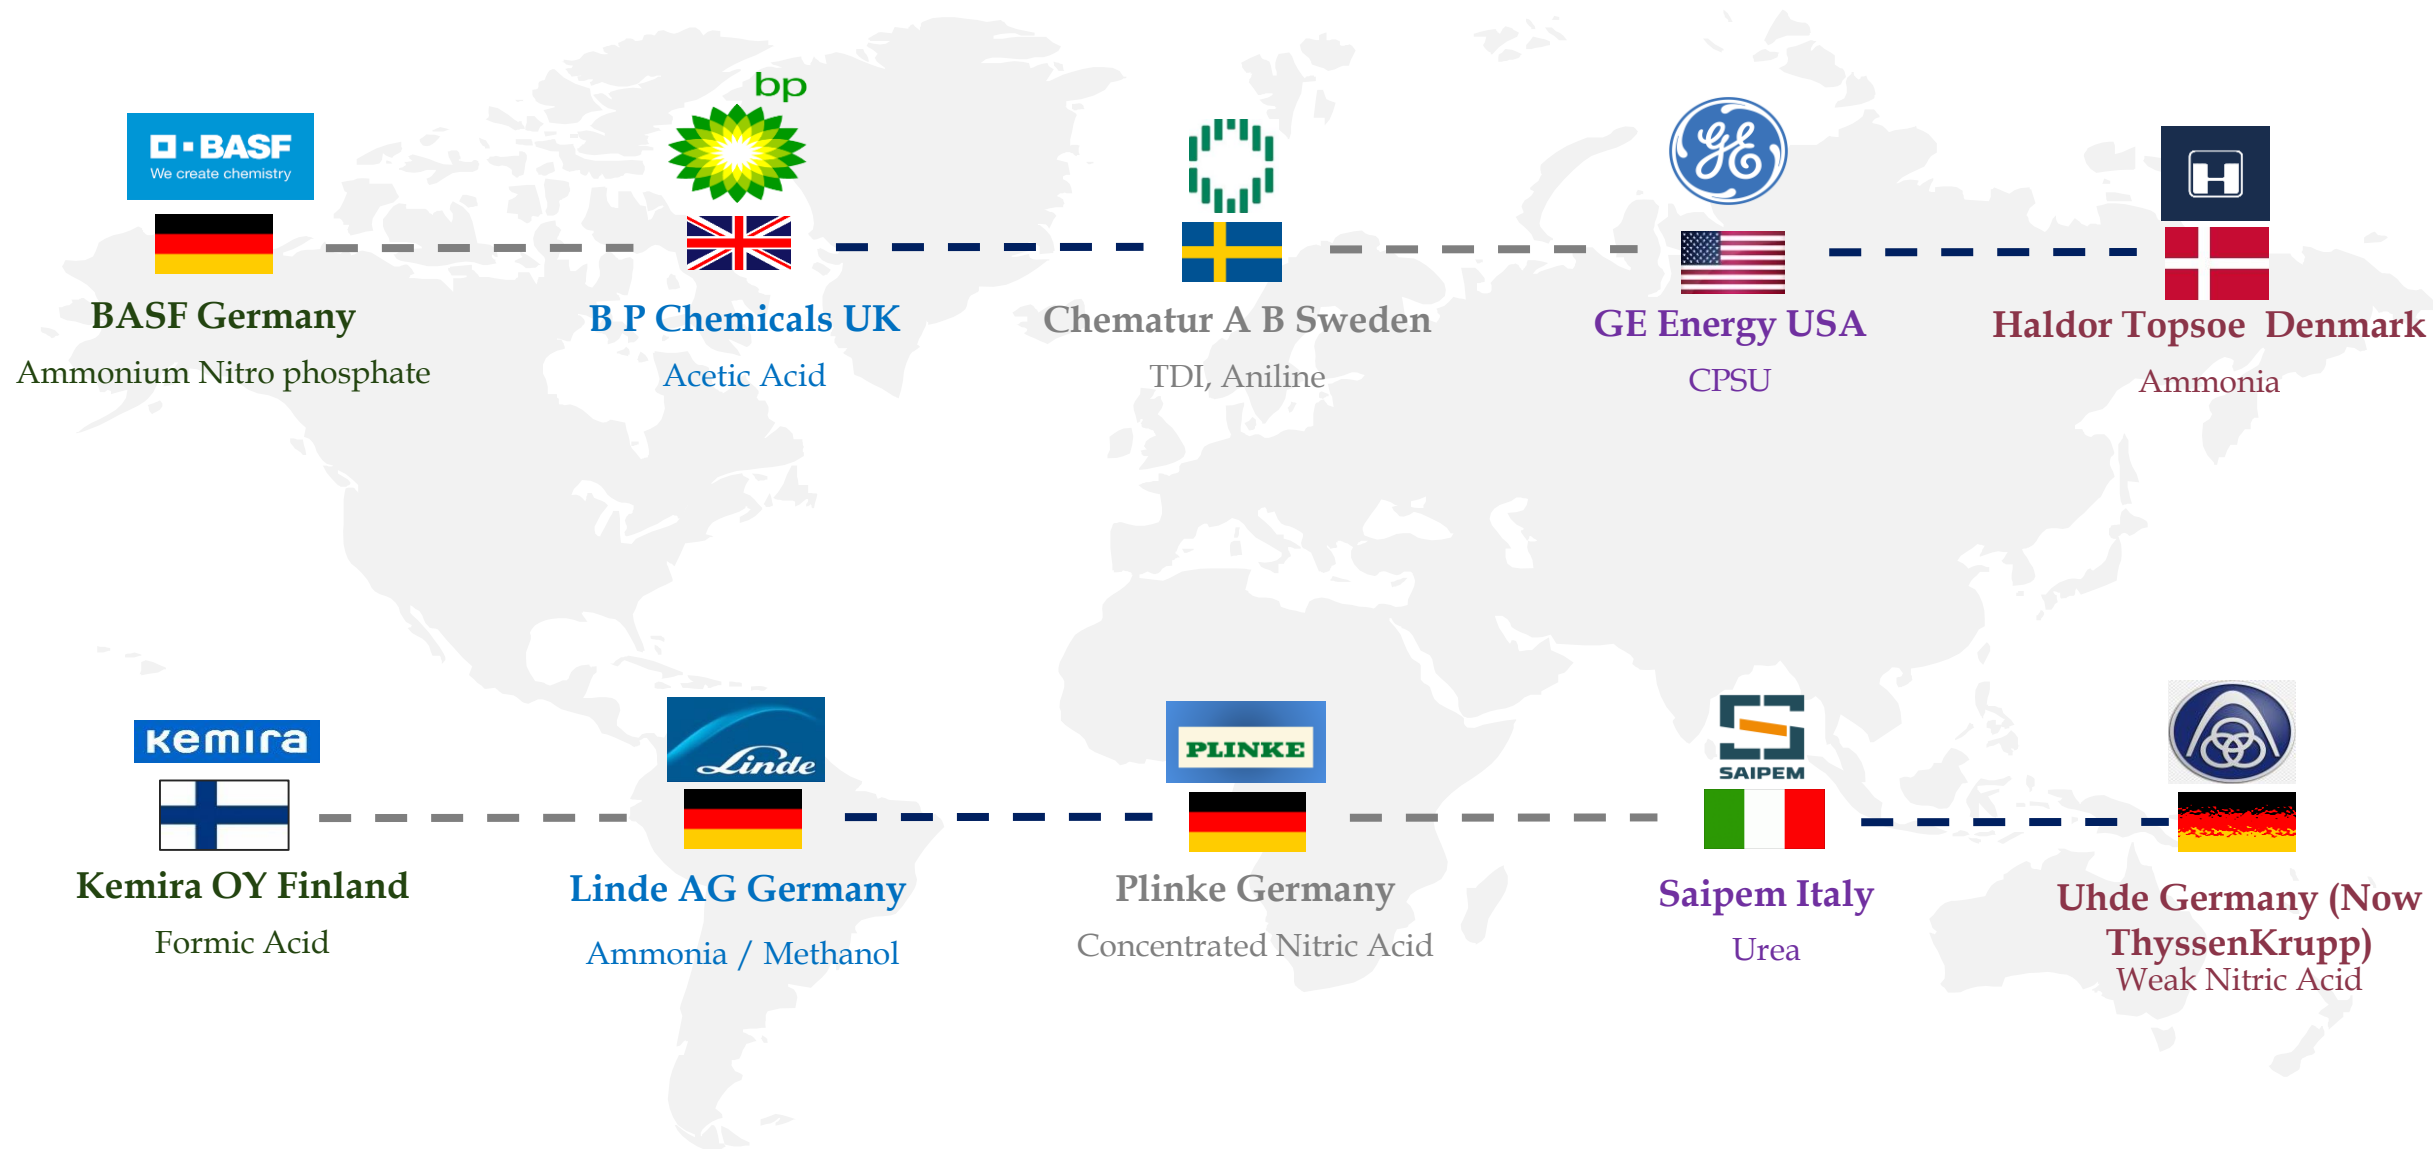 bp
BASF
We create chemistry
GE
H
BASF Germany
B P Chemicals UK
Chematur A B Sweden
GE Energy USA
Haldor Topsoe Denmark
Ammonium Nitro phosphate
Acetic Acid
TDI, Aniline
CPSU
Ammonia
kemira
Linde
PLINKE
SAIPEM
Kemira OY Finland
Linde AG Germany
Plinke Germany
Saipem Italy
Uhde Germany (Now
ThyssenKrupp)
Formic Acid
Ammonia / Methanol
Concentrated Nitric Acid
Urea
Weak Nitric Acid